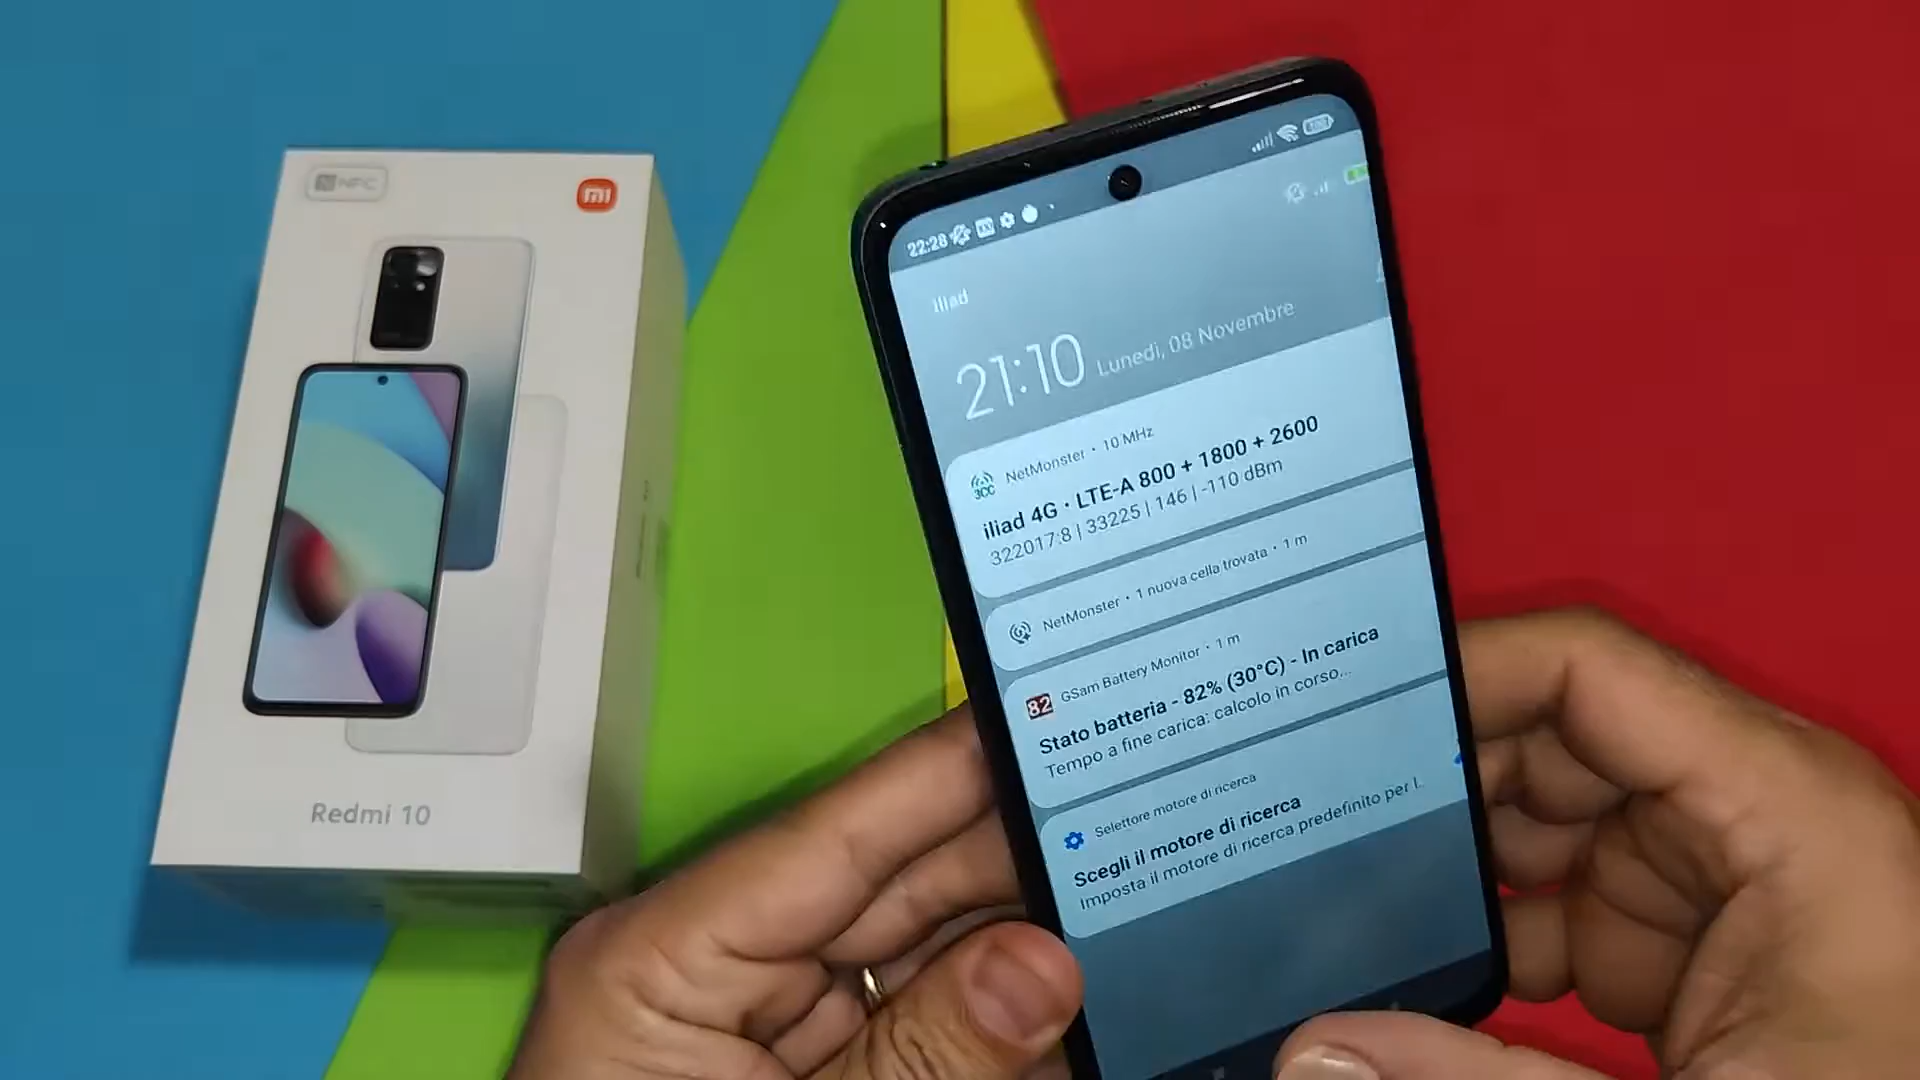 NFC
mi
Redmi 10
22:28
100
iliad
21:10 Lunedì, 08 Novembre
3CC
NetMonster · 10 MHz
iliad 4G · LTE-A 800 + 1800 + 2600
322017:8 | 33225 | 146 | -110 dBm
NetMonster · 1 nuova cella trovata · 1 m
82
GSam Battery Monitor · 1 m
Stato batteria - 82% (30°C) - In carica
Tempo a fine carica: calcolo in corso...
Selettore motore di ricerca
Scegli il motore di ricerca
Imposta il motore di ricerca predefinito per l..